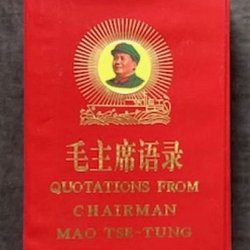 毛主席语录
QUOTATIONS FROM
CHAIRMAN
MAO TSE-TUNG